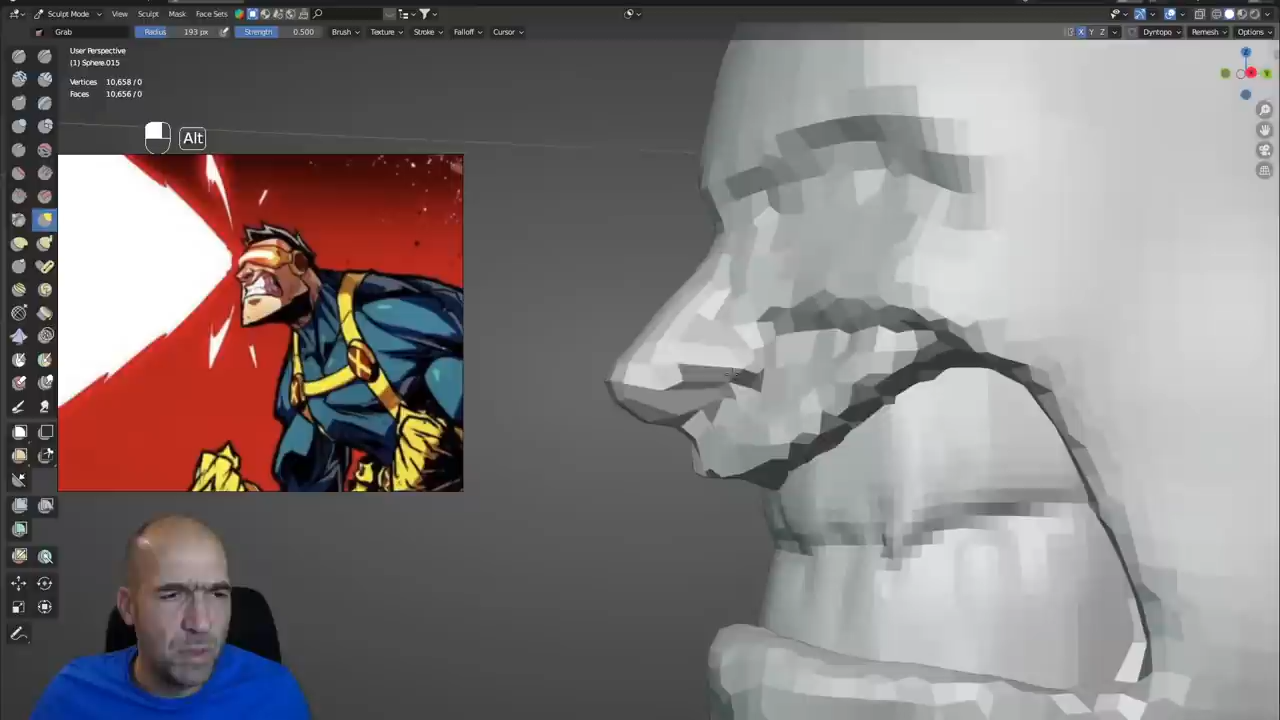 Sculpt Mode View Sculpt Mask Face Sets
Grab Radius 193 px Strength 0.500 Brush Texture Stroke Falloff Cursor X Y Z Dyntopo Remesh Options
User Perspective
(1) Sphere.015
Vertices 10,658 / 0
Faces 10,656 / 0
Alt